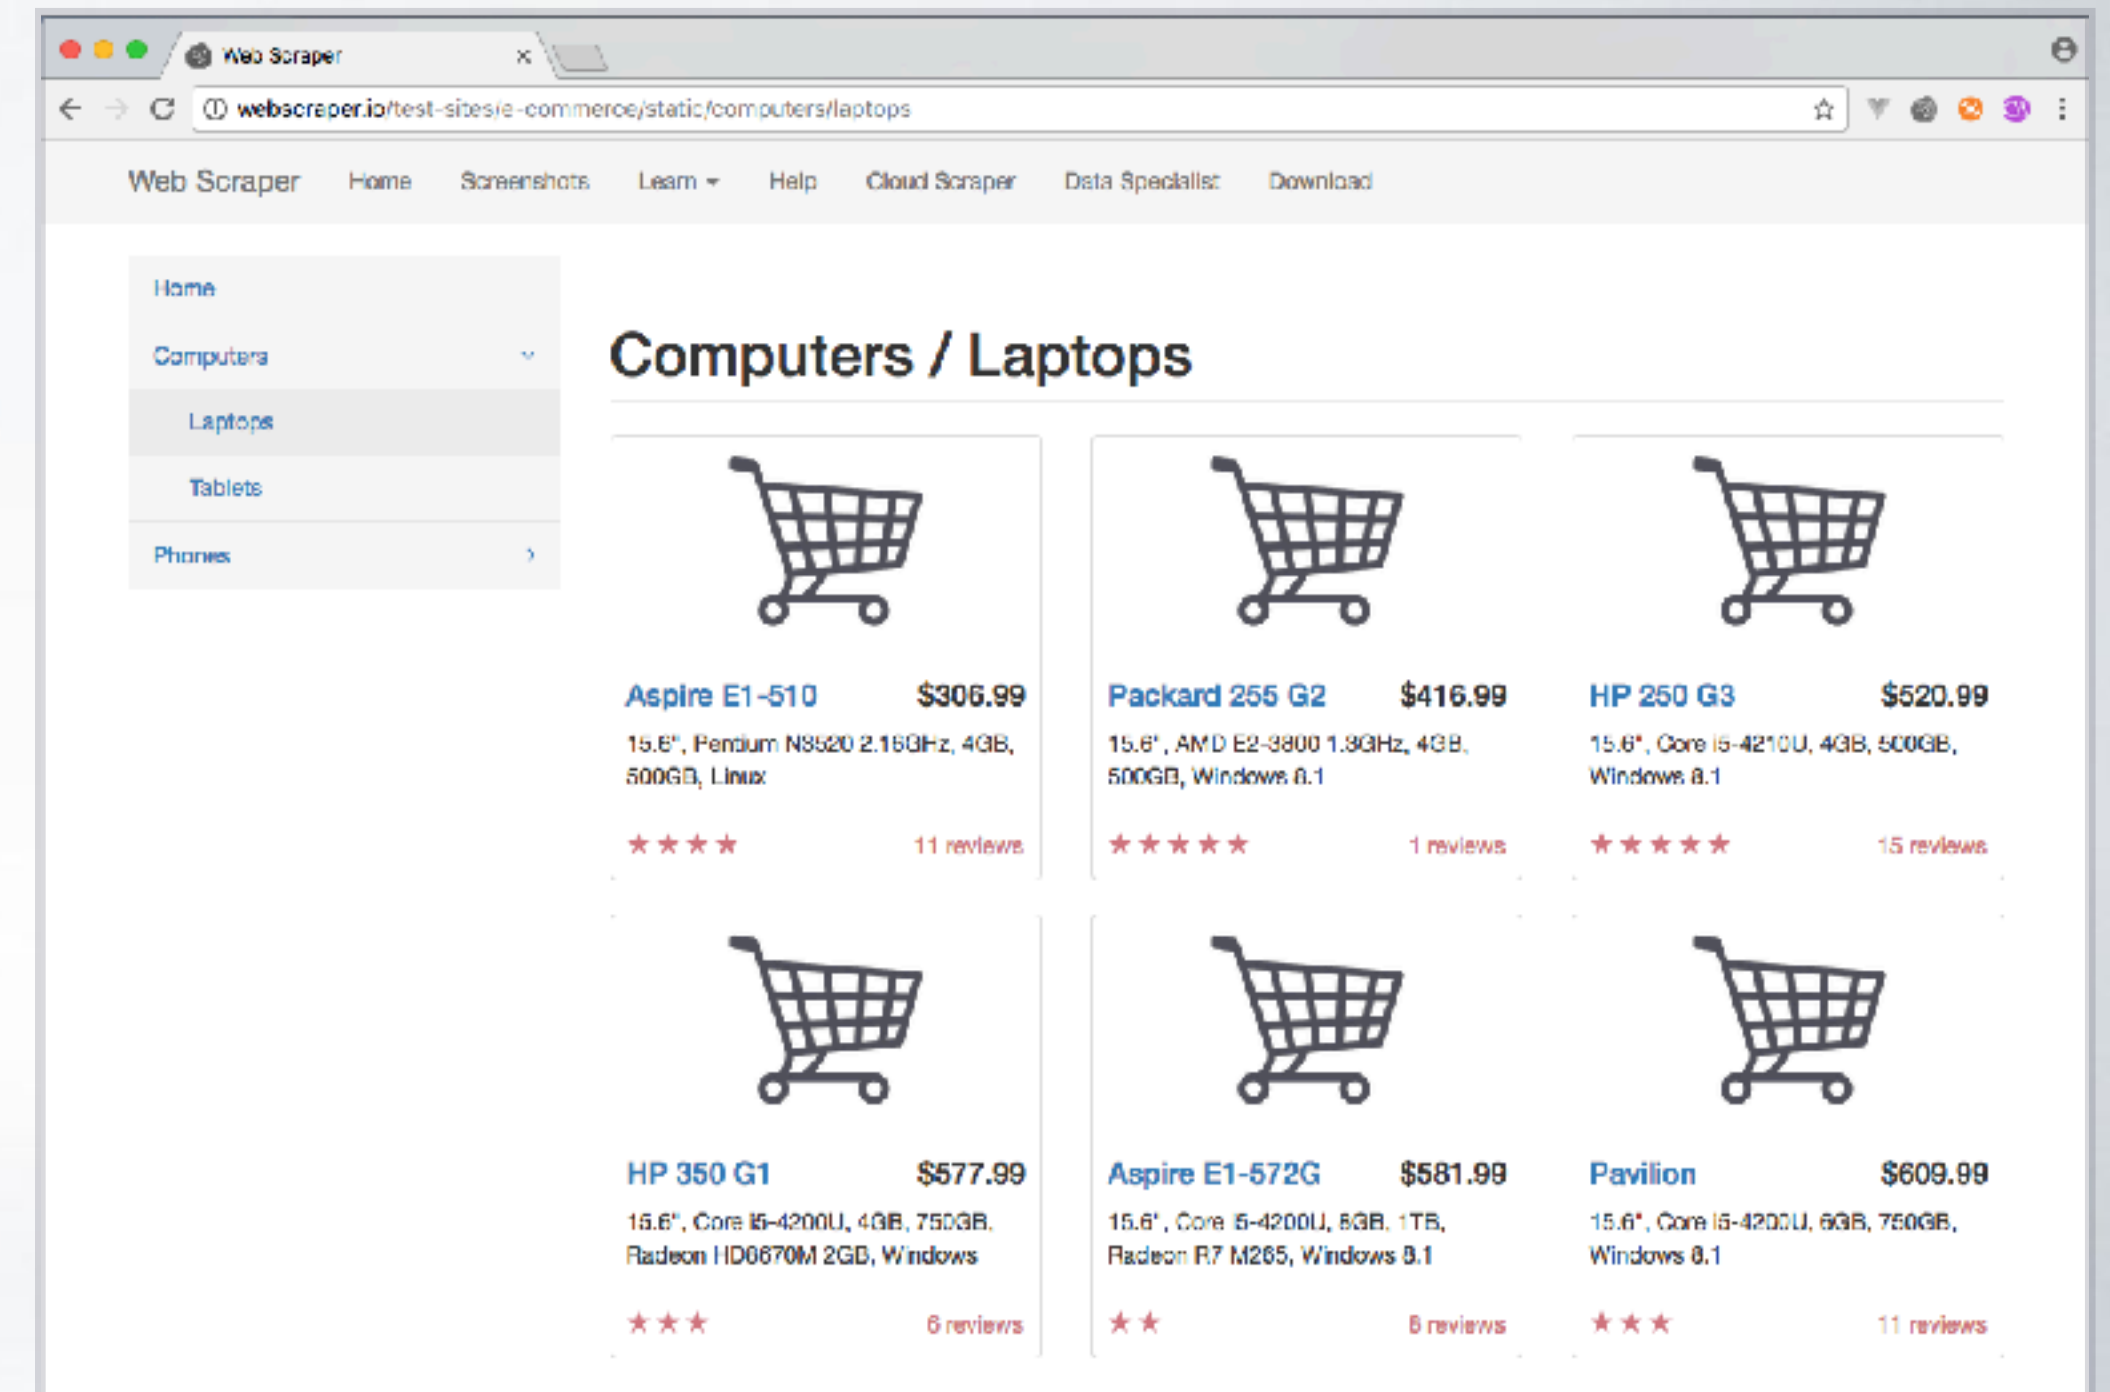 Web Scraper
webscraper.io/test-sites/e-commerce/static/computers/laptops
Web Scraper Home Screenshots Learn Help Cloud Scraper Data Specialist Download
Home
Computers
Laptops
Tablets
Phones
Computers / Laptops
Aspire E1-510 $306.99
15.6", Pentium N3520 2.16GHz, 4GB,
500GB, Linux
11 reviews
Packard 255 G2 $416.99
15.6", AMD E2-3800 1.3GHz, 4GB,
500GB, Windows 8.1
1 reviews
HP 250 G3 $520.99
15.6", Core i5-4210U, 4GB, 500GB,
Windows 8.1
15 reviews
HP 350 G1 $577.99
15.6", Core i5-4200U, 4GB, 750GB,
Radeon HD8670M 2GB, Windows
6 reviews
Aspire E1-572G $581.99
15.6", Core i5-4200U, 8GB, 1TB,
Radeon R7 M265, Windows 8.1
reviews
Pavilion $609.99
15.6", Core i5-4200U, 6GB, 750GB,
Windows 8.1
11 reviews